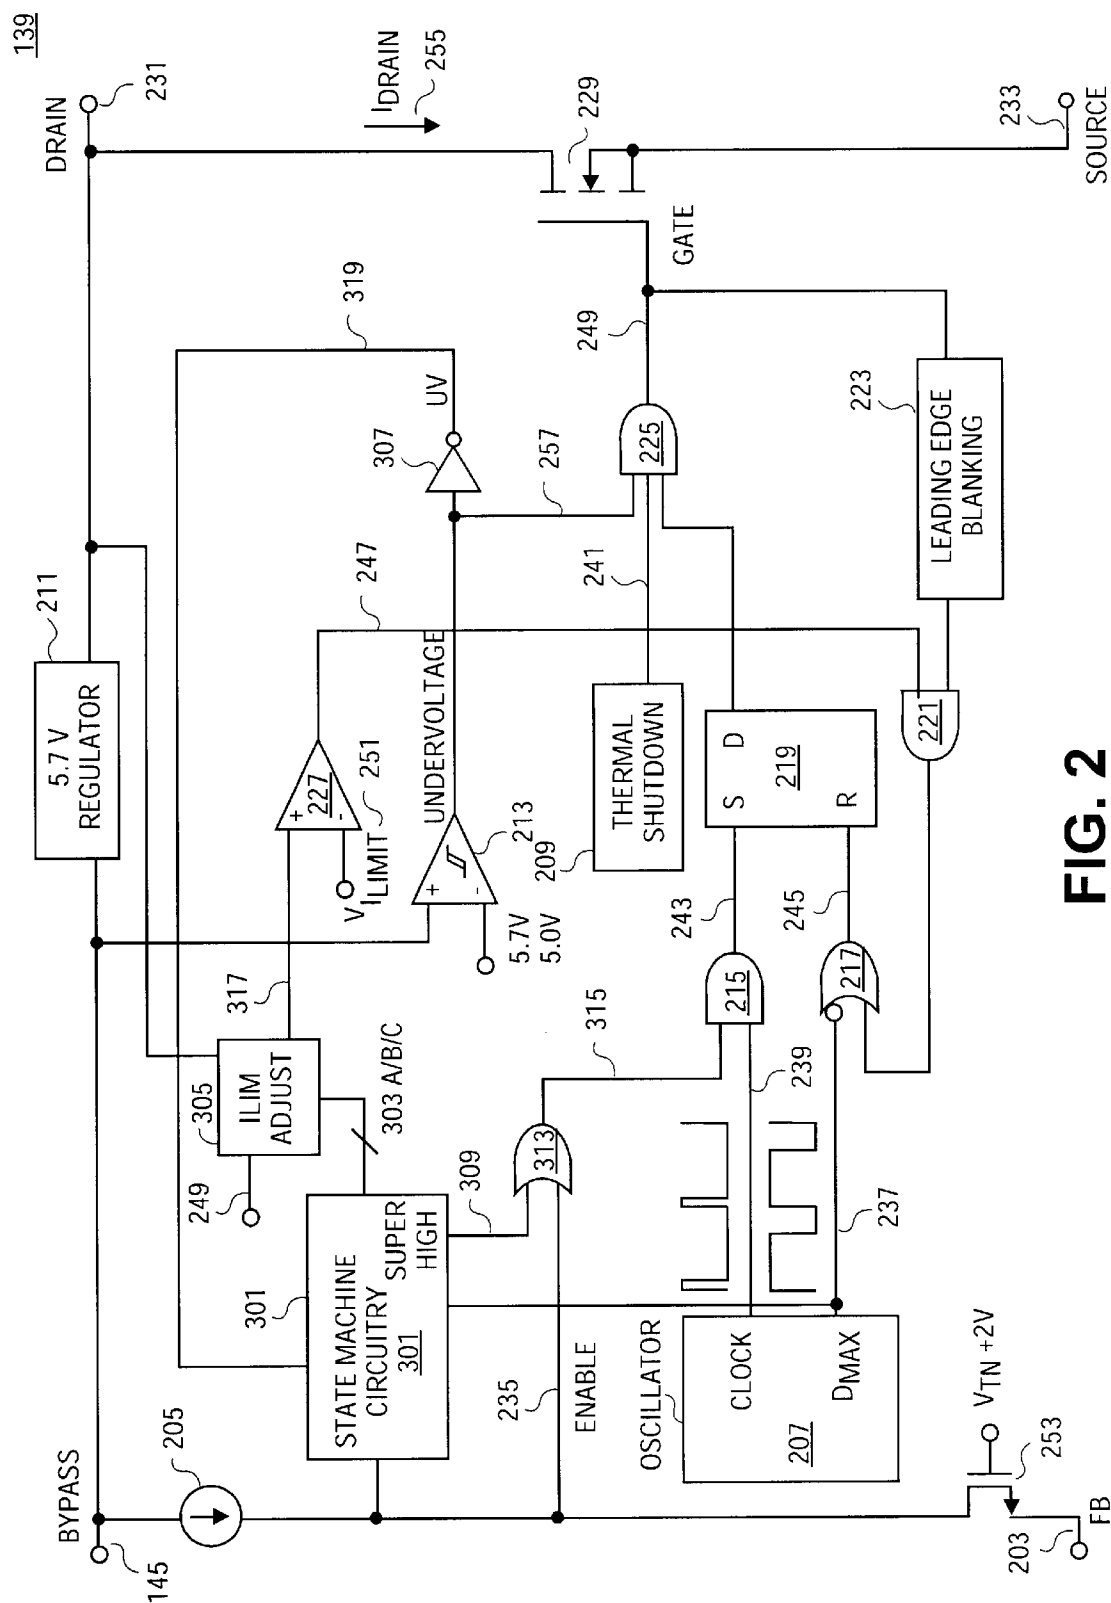 139
BYPASS
145
205
5.7 V
REGULATOR
211
DRAIN
231
I DRAIN
255
319
249
305
ILIM
ADJUST
317
303 A/B/C
301
STATE MACHINE
CIRCUITRY
301
SUPER
HIGH
309
+
227
-
V ILIMIT
251
247
UNDERVOLTAGE
+
-
213
5.7V
5.0V
307
UV
257
229
GATE
249
233
SOURCE
235
ENABLE
313
315
209
THERMAL
SHUTDOWN
241
225
OSCILLATOR
CLOCK
207
DMAX
239
237
215
243
217
245
S
D
219
R
221
LEADING EDGE
BLANKING
223
VTN +2V
253
203
FB
FIG. 2